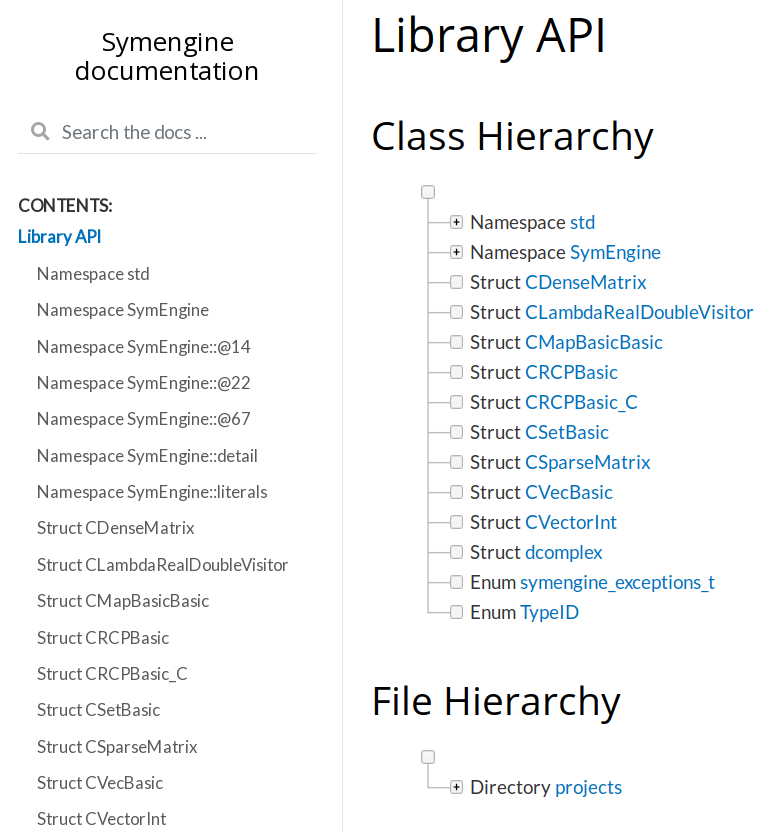 Symengine
documentation
Search the docs ...
CONTENTS:
Library API
Namespace std
Namespace SymEngine
Namespace SymEngine::@14
Namespace SymEngine::@22
Namespace SymEngine::@67
Namespace SymEngine::detail
Namespace SymEngine::literals
Struct CDenseMatrix
Struct CLambdaRealDoubleVisitor
Struct CMapBasicBasic
Struct CRCPBasic
Struct CRCPBasic_C
Struct CSetBasic
Struct CSparseMatrix
Struct CVecBasic
Struct CVectorInt
Library API
Class Hierarchy
Namespace std
Namespace SymEngine
Struct CDenseMatrix
Struct CLambdaRealDoubleVisitor
Struct CMapBasicBasic
Struct CRCPBasic
Struct CRCPBasic_C
Struct CSetBasic
Struct CSparseMatrix
Struct CVecBasic
Struct CVectorInt
Struct dcomplex
Enum symengine_exceptions_t
Enum TypeID
File Hierarchy
Directory projects